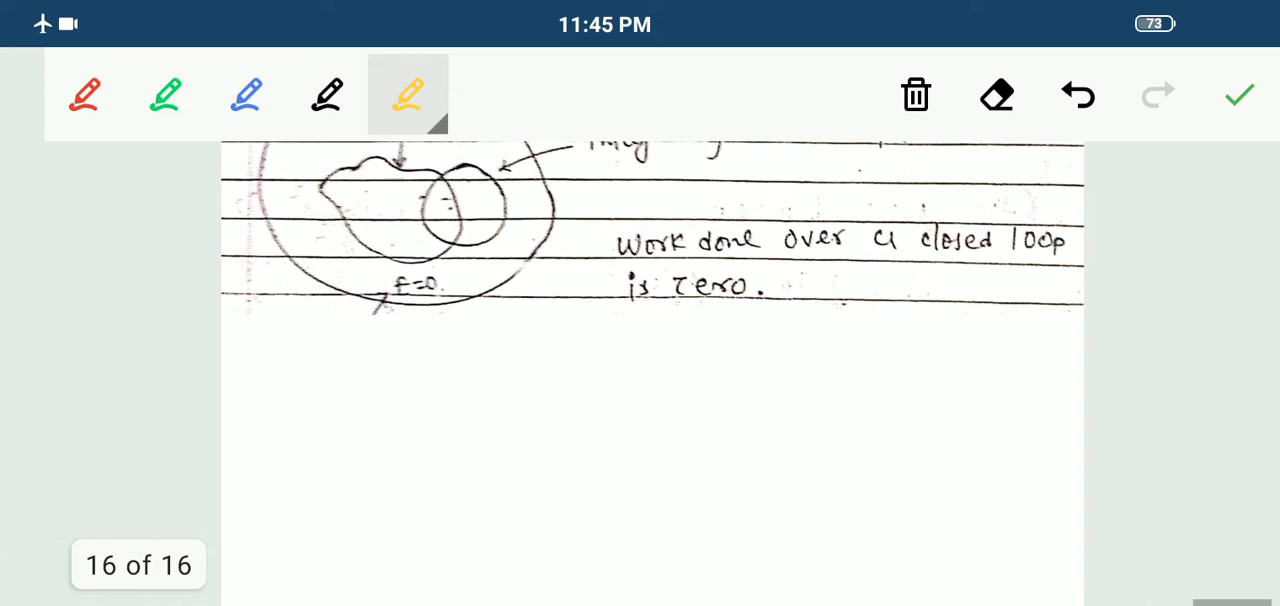 11:45 PM
73
work done over a closed loop
f=0
is zero.
16 of 16